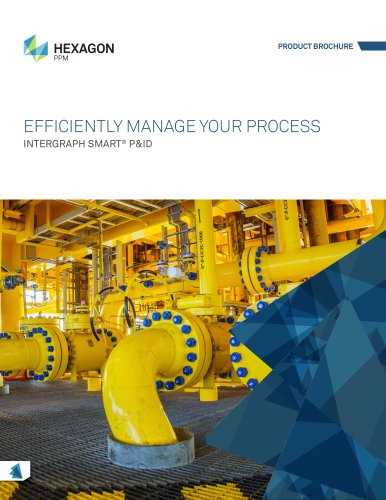 HEXAGON
PPM
PRODUCT BROCHURE
EFFICIENTLY MANAGE YOUR PROCESS
INTERGRAPH SMART® P&ID